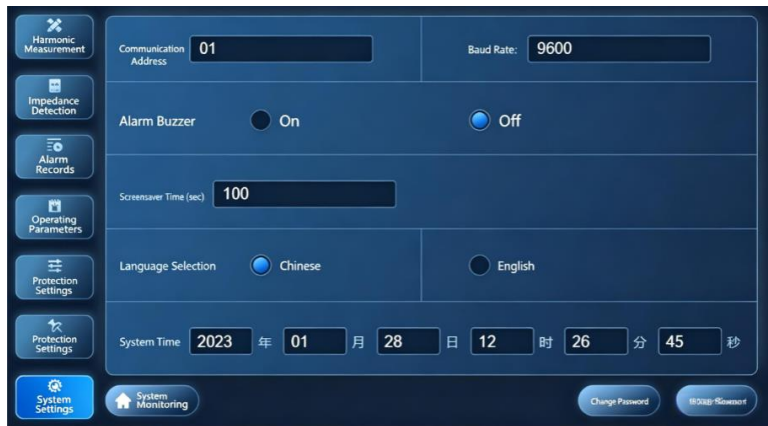 Harmonic
Measurement
Impedance
Detection
Alarm
Records
Operating
Parameters
Protection
Settings
Protection
Settings
System
Settings
Communication
Address
01
Baud Rate: 9600
Alarm Buzzer On Off
Screensaver Time (sec) 100
Language Selection Chinese English
System Time 2023 年 01 月 28 日 12 时 26 分 45 秒
System
Monitoring
Change Password